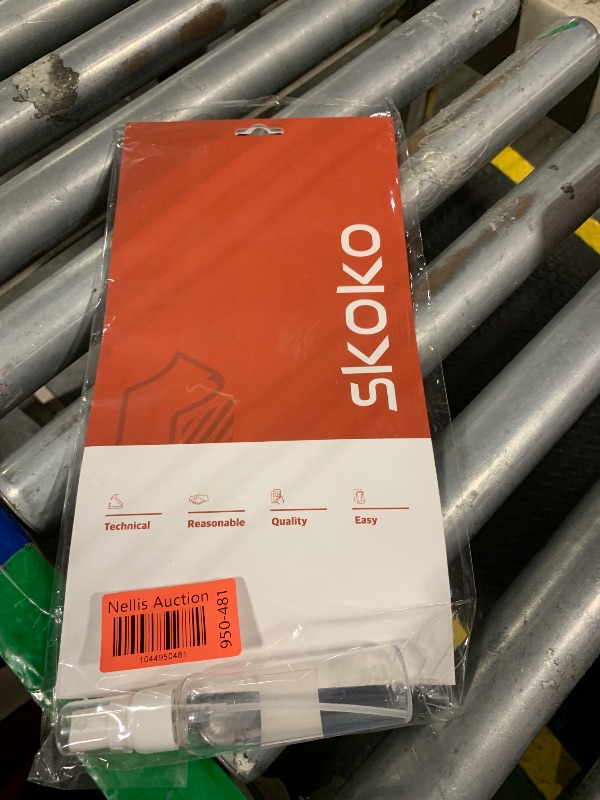 skoko
Technical Reasonable Quality Easy
Nellis Auction
950-481
1044950481